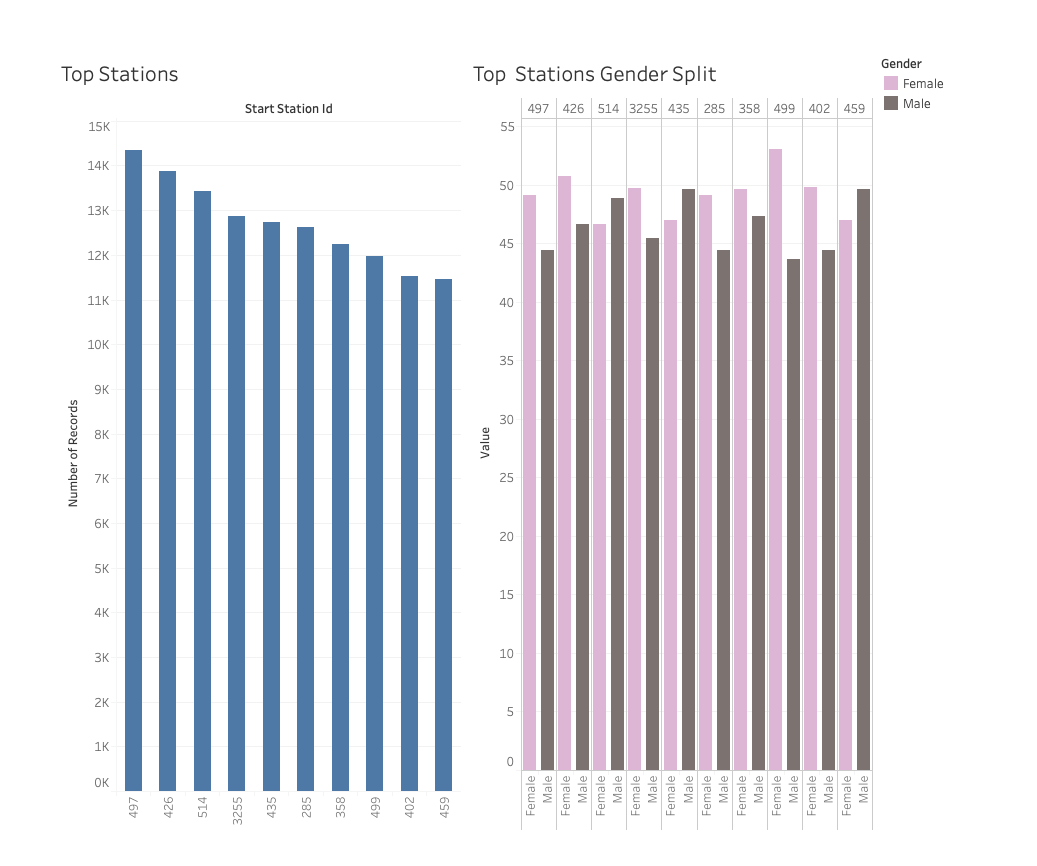 Top Stations
Start Station Id
15K
14K
13K
12K
11K
10K
9K
8K
7K
6K
5K
4K
3K
2K
1K
0K
Number of Records
497
426
514
3255
435
285
358
499
402
459
Top  Stations Gender Split
497 426 514 3255 435 285 358 499 402 459
55
50
45
40
35
30
25
20
15
10
5
0
Value
Female
Male
Female
Male
Female
Male
Female
Male
Female
Male
Female
Male
Female
Male
Female
Male
Female
Male
Female
Male
Gender
Female
Male